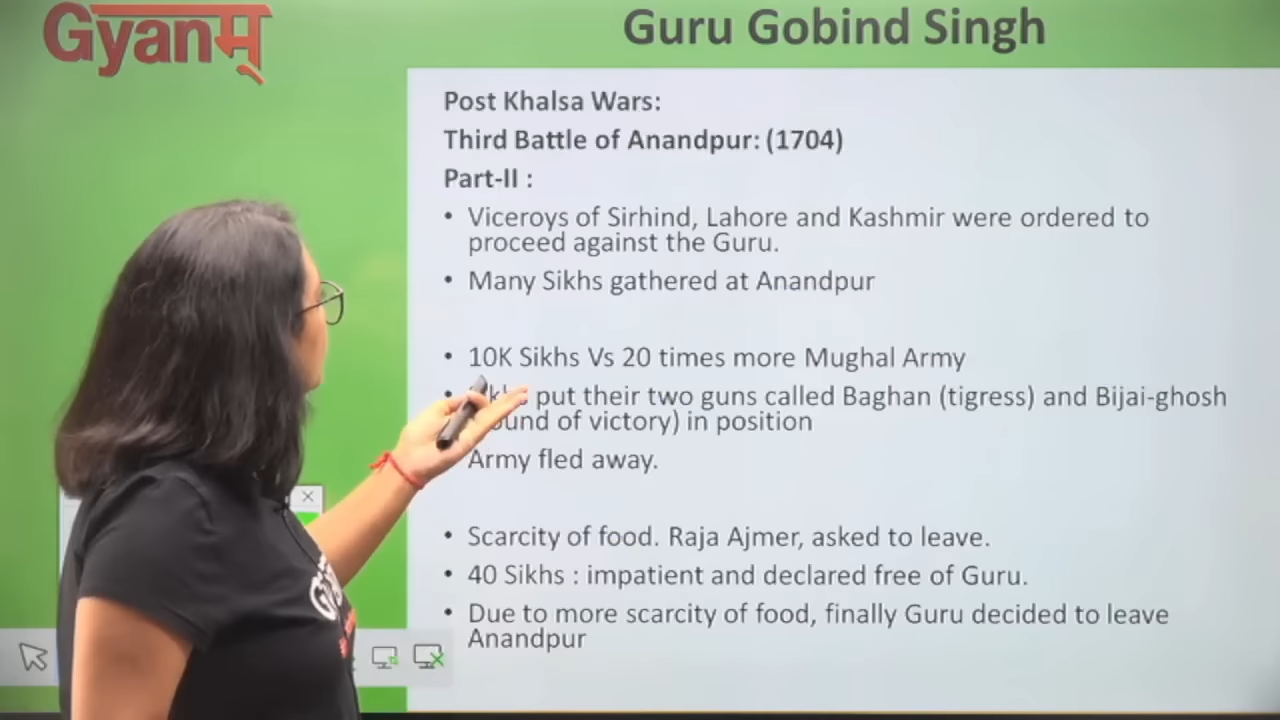 Gyanम्
Guru Gobind Singh
Post Khalsa Wars:
Third Battle of Anandpur: (1704)
Part-II :
• Viceroys of Sirhind, Lahore and Kashmir were ordered to
proceed against the Guru.
• Many Sikhs gathered at Anandpur
• 10K Sikhs Vs 20 times more Mughal Army
put their two guns called Baghan (tigress) and Bijai-ghosh
of victory) in position
Army fled away.
• Scarcity of food. Raja Ajmer, asked to leave.
• 40 Sikhs : impatient and declared free of Guru.
• Due to more scarcity of food, finally Guru decided to leave
Anandpur